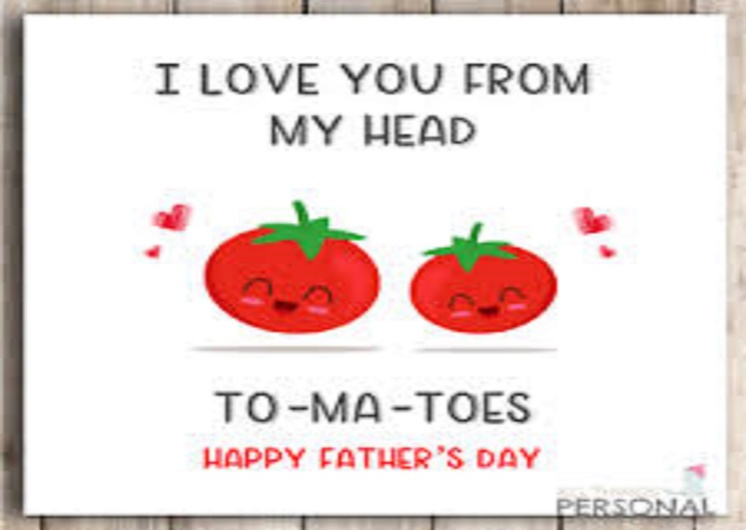 I LOVE YOU FROM
MY HEAD
TO-MA-TOES
HAPPY FATHER'S DAY
PERSONAL